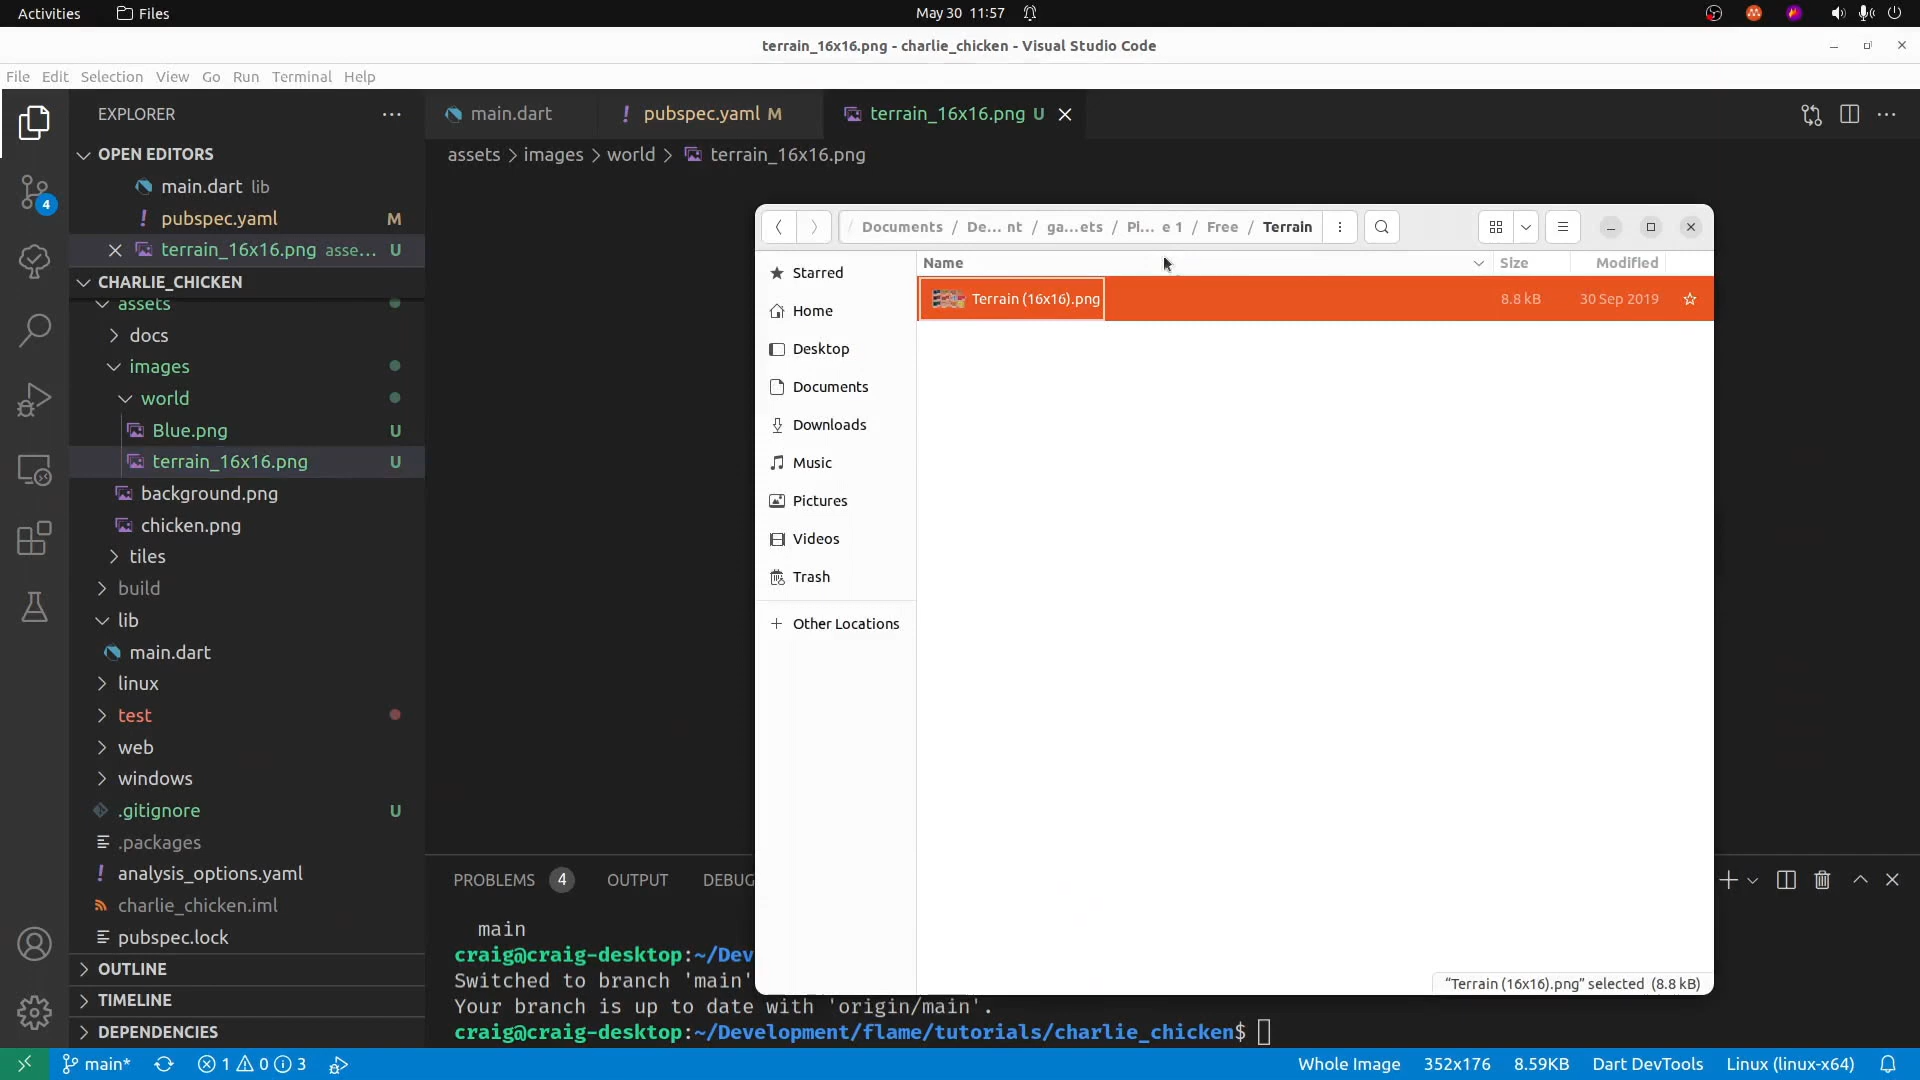 Activities
Files
May 30 11:57
terrain_16x16.png - charlie_chicken - Visual Studio Code
File Edit Selection View Go Run Terminal Help
EXPLORER
OPEN EDITORS
main.dart lib
pubspec.yaml M
terrain_16x16.png asse... U
CHARLIE_CHICKEN
assets
docs
images
world
Blue.png U
terrain_16x16.png U
background.png
chicken.png
tiles
build
lib
main.dart
linux
test
web
windows
.gitignore U
.packages
analysis_options.yaml
charlie_chicken.iml
pubspec.lock
OUTLINE
TIMELINE
DEPENDENCIES
4
main.dart
pubspec.yaml M
terrain_16x16.png U
assets > images > world > terrain_16x16.png
/ Documents / De... nt / ga...ets / Pi... e 1 / Free / Terrain
Starred
Home
Desktop
Documents
Downloads
Music
Pictures
Videos
Trash
+ Other Locations
Name Size Modified
Terrain (16x16).png 8.8 kB 30 Sep 2019
“Terrain (16x16).png” selected (8.8 kB)
PROBLEMS 4 OUTPUT DEBUG
main
craig@craig-desktop:~/Dev
Switched to branch 'main'
Your branch is up to date with 'origin/main'.
craig@craig-desktop:~/Development/flame/tutorials/charlie_chicken$
main* 1 0 3
Whole Image 352x176 8.59KB Dart DevTools Linux (linux-x64)